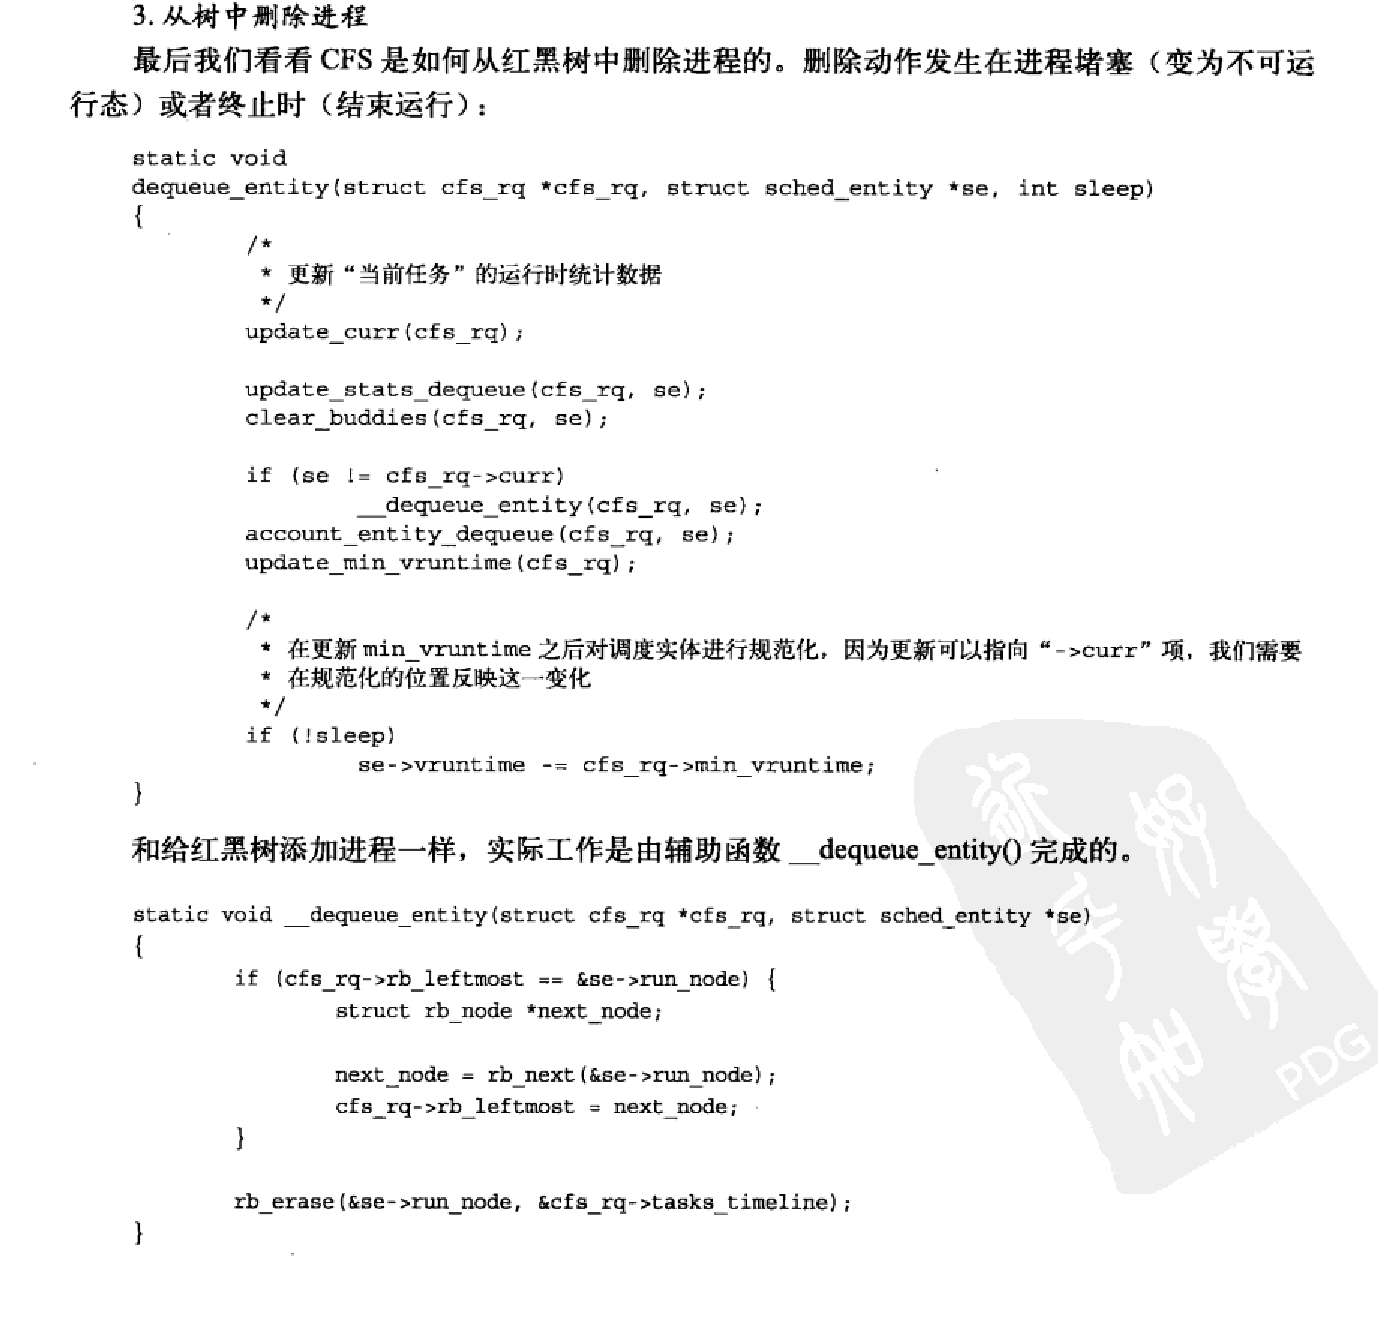 3. 从树中删除进程
最后我们看看 CFS 是如何从红黑树中删除进程的。删除动作发生在进程堵塞（变为不可运
行态）或者终止时（结束运行）：
static void
dequeue_entity(struct cfs_rq *cfs_rq, struct sched_entity *se, int sleep)
{
/*
* 更新“当前任务”的运行时统计数据
*/
update_curr(cfs_rq);
update_stats_dequeue(cfs_rq, se);
clear_buddies(cfs_rq, se);
if (se != cfs_rq->curr)
__dequeue_entity(cfs_rq, se);
account_entity_dequeue(cfs_rq, se);
update_min_vruntime(cfs_rq);
/*
* 在更新 min_vruntime 之后对调度实体进行规范化，因为更新可以指向“->curr”项，我们需要
* 在规范化的位置反映这一变化
*/
if (!sleep)
se->vruntime -= cfs_rq->min_vruntime;
}
和给红黑树添加进程一样，实际工作是由辅助函数 __dequeue_entity() 完成的。
static void __dequeue_entity(struct cfs_rq *cfs_rq, struct sched_entity *se)
{
if (cfs_rq->rb_leftmost == &se->run_node) {
struct rb_node *next_node;
next_node = rb_next(&se->run_node);
cfs_rq->rb_leftmost = next_node;
}
rb_erase(&se->run_node, &cfs_rq->tasks_timeline);
}
PDG